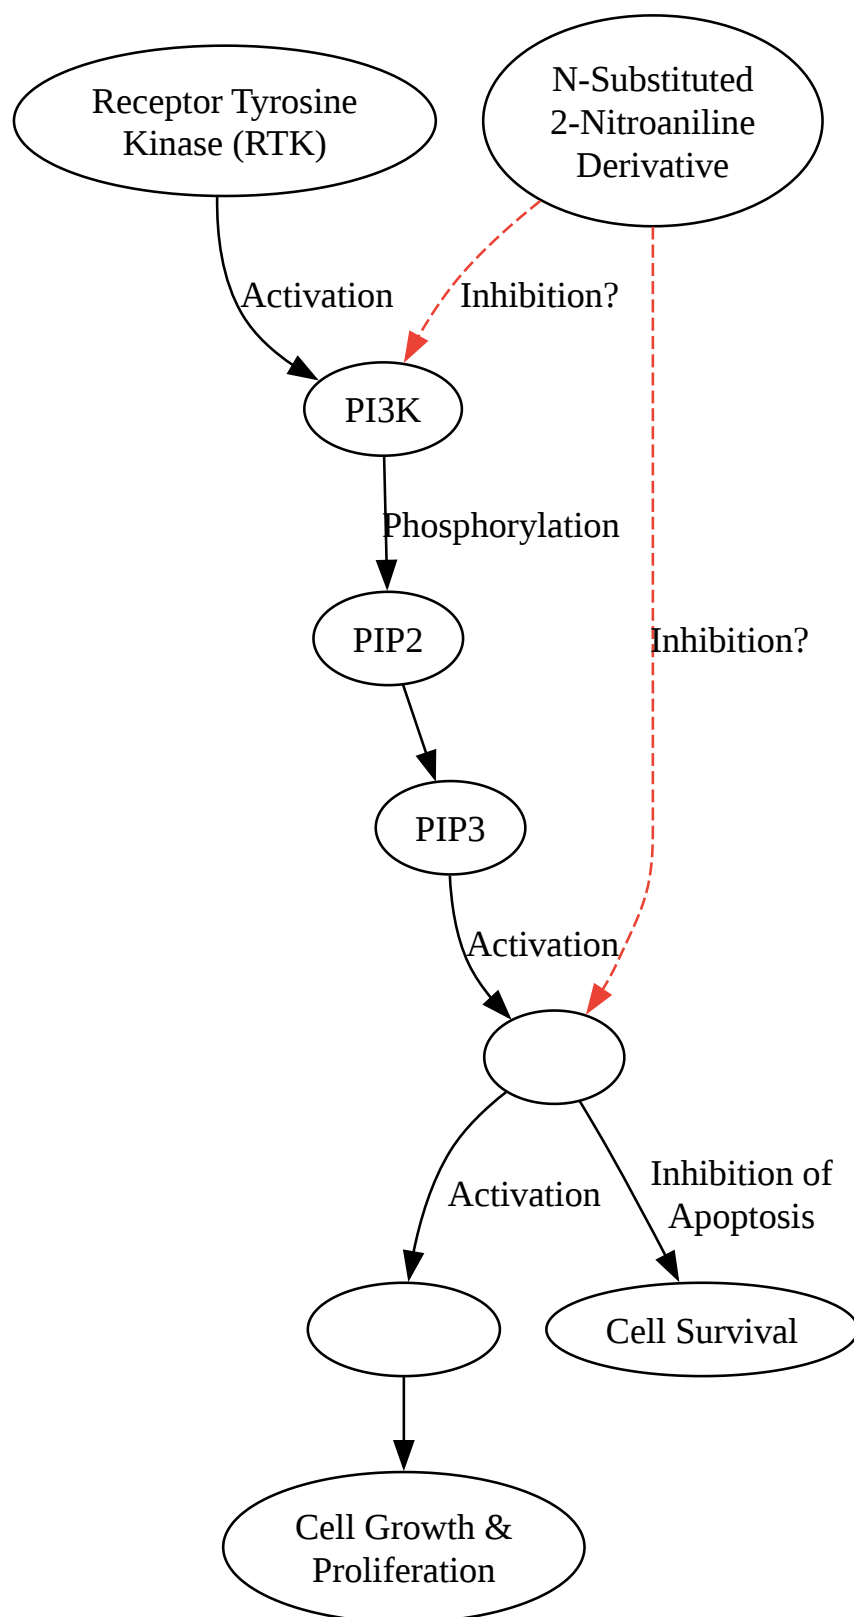 Receptor Tyrosine
Kinase (RTK)
N-Substituted
2-Nitroaniline
Derivative
Activation
Inhibition?
PI3K
Phosphorylation
PIP2
Inhibition?
PIP3
Activation
Activation
Inhibition of
Apoptosis
Cell Survival
Cell Growth &
Proliferation